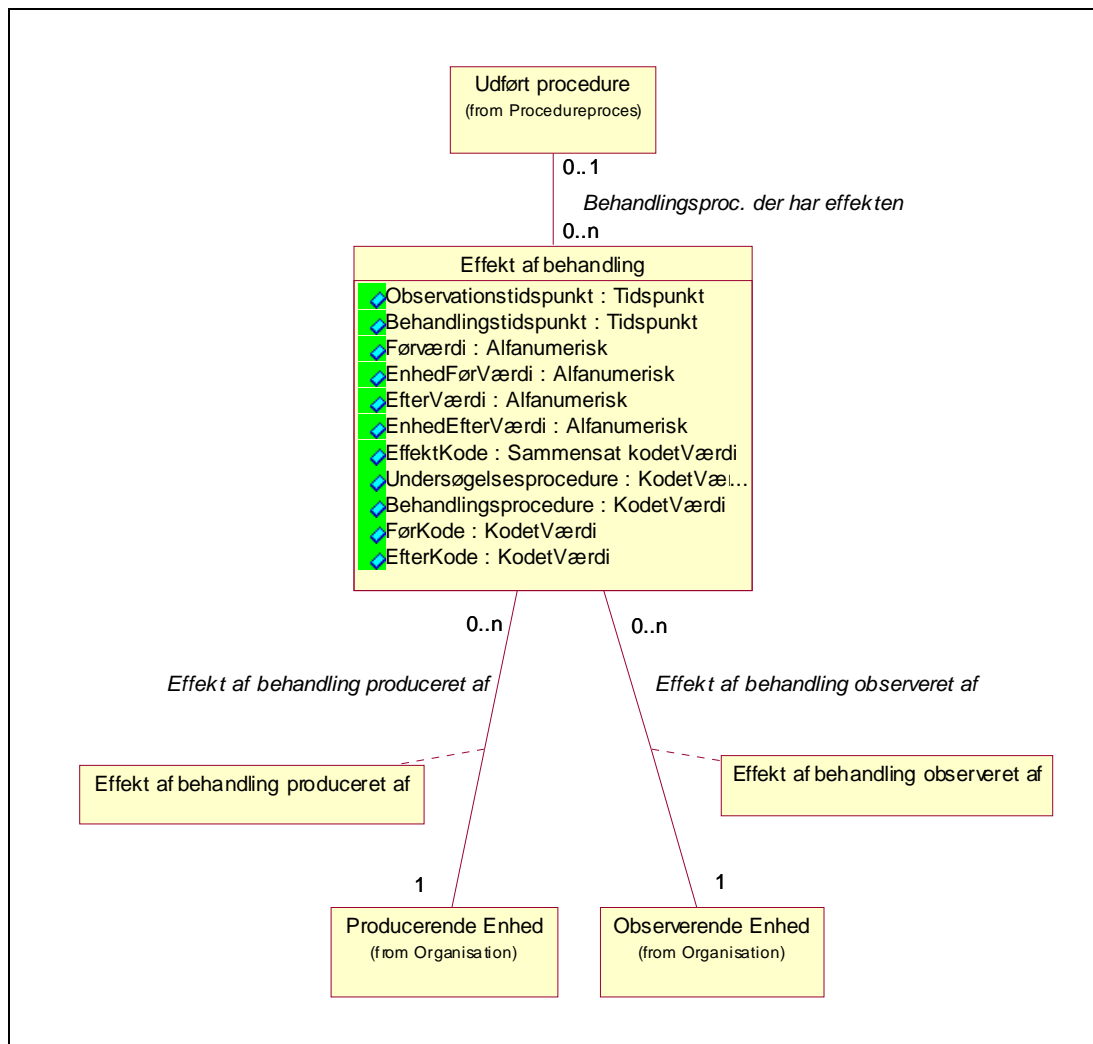 Udført procedure
(from Procedureproces)
0..1
Behandlingsproc. der har effekten
0..n
Effekt af behandling
Observationstidspunkt : Tidspunkt
Behandlingstidspunkt : Tidspunkt
Førværdi : Alfanumerisk
EnhedFørVærdi : Alfanumerisk
EfterVærdi : Alfanumerisk
EnhedEfterVærdi : Alfanumerisk
EffektKode : Sammensat kodetVærdi
Undersøgelsesprocedure : KodetVæ...
Behandlingsprocedure : KodetVærdi
FørKode : KodetVærdi
EfterKode : KodetVærdi
0..n
0..n
Effekt af behandling produceret af
Effekt af behandling observeret af
Effekt af behandling produceret af
Effekt af behandling observeret af
1
1
Producerende Enhed
(from Organisation)
Observerende Enhed
(from Organisation)